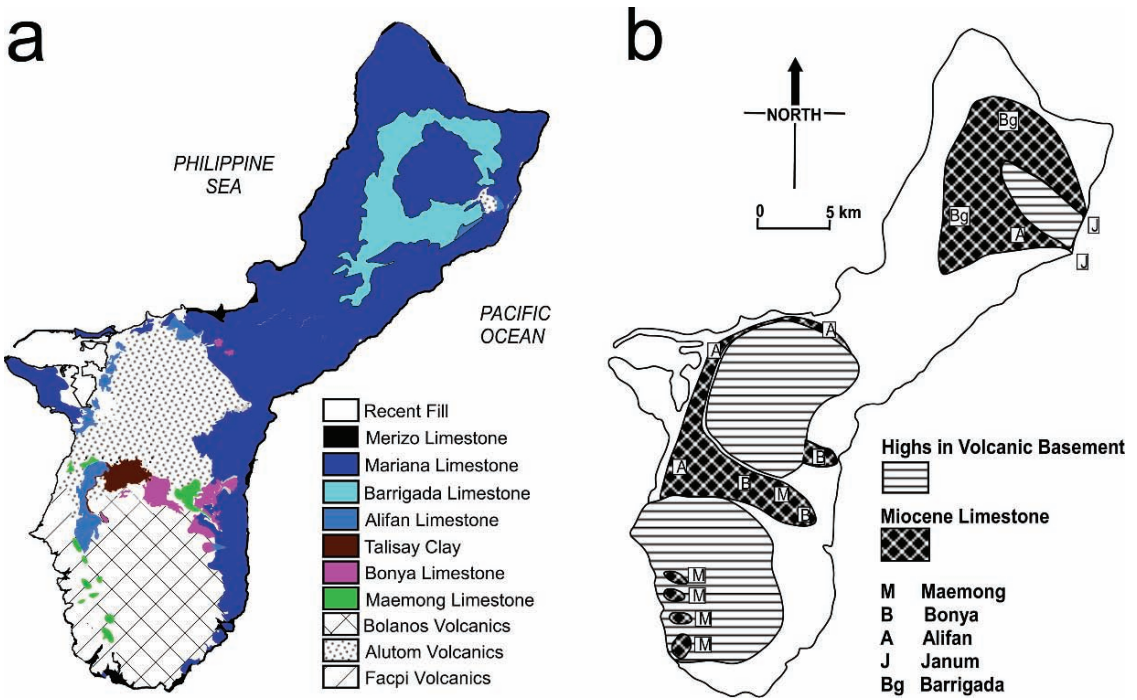 a
PHILIPPINE
SEA
PACIFIC
OCEAN
Recent Fill
Merizo Limestone
Mariana Limestone
Barrigada Limestone
Alifan Limestone
Talisay Clay
Bonya Limestone
Maemong Limestone
Bolanos Volcanics
Alutom Volcanics
Facpi Volcanics
b
NORTH
0 5 km
Bg
Bg
A
J
J
A
A
A
B
B
M
B
M
M
M
M
Highs in Volcanic Basement
Miocene Limestone
M Maemong
B Bonya
A Alifan
J Janum
Bg Barrigada